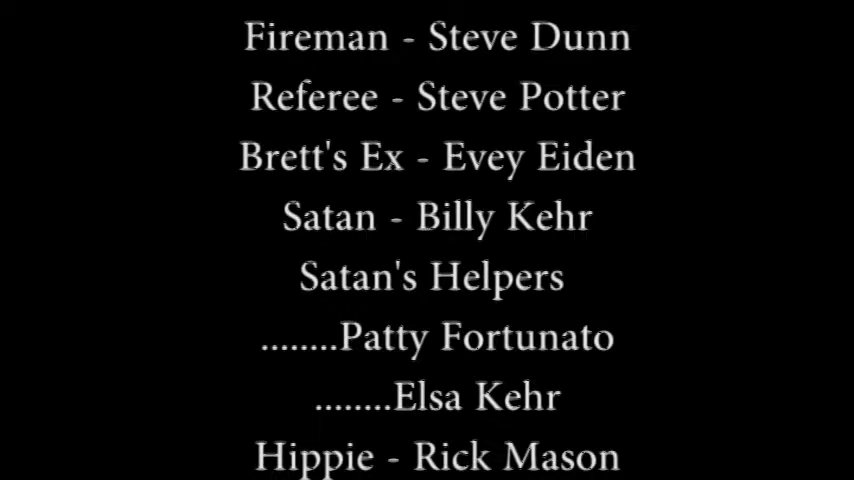 Fireman - Steve Dunn
Referee - Steve Potter
Brett's Ex - Evey Eiden
Satan - Billy Kehr
Satan's Helpers
........Patty Fortunato
........Elsa Kehr
Hippie - Rick Mason